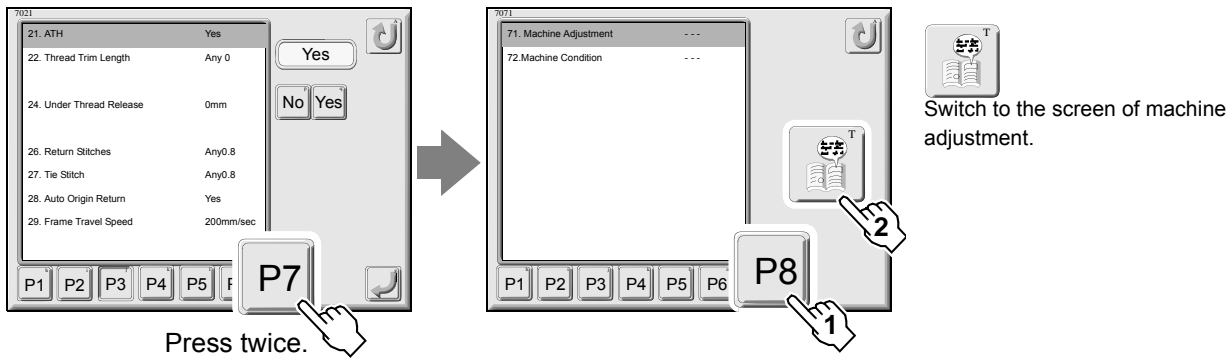 7021
21. ATH Yes
22. Thread Trim Length Any 0
24. Under Thread Release 0mm
26. Return Stitches Any0.8
27. Tie Stitch Any0.8
28. Auto Origin Return Yes
29. Frame Travel Speed 200mm/sec
Yes
No Yes
P1 P2 P3 P4 P5 P7
Press twice.
7071
71. Machine Adjustment - - -
72.Machine Condition - - -
T
2
P1 P2 P3 P4 P5 P6 P8
1
T
Switch to the screen of machine
adjustment.